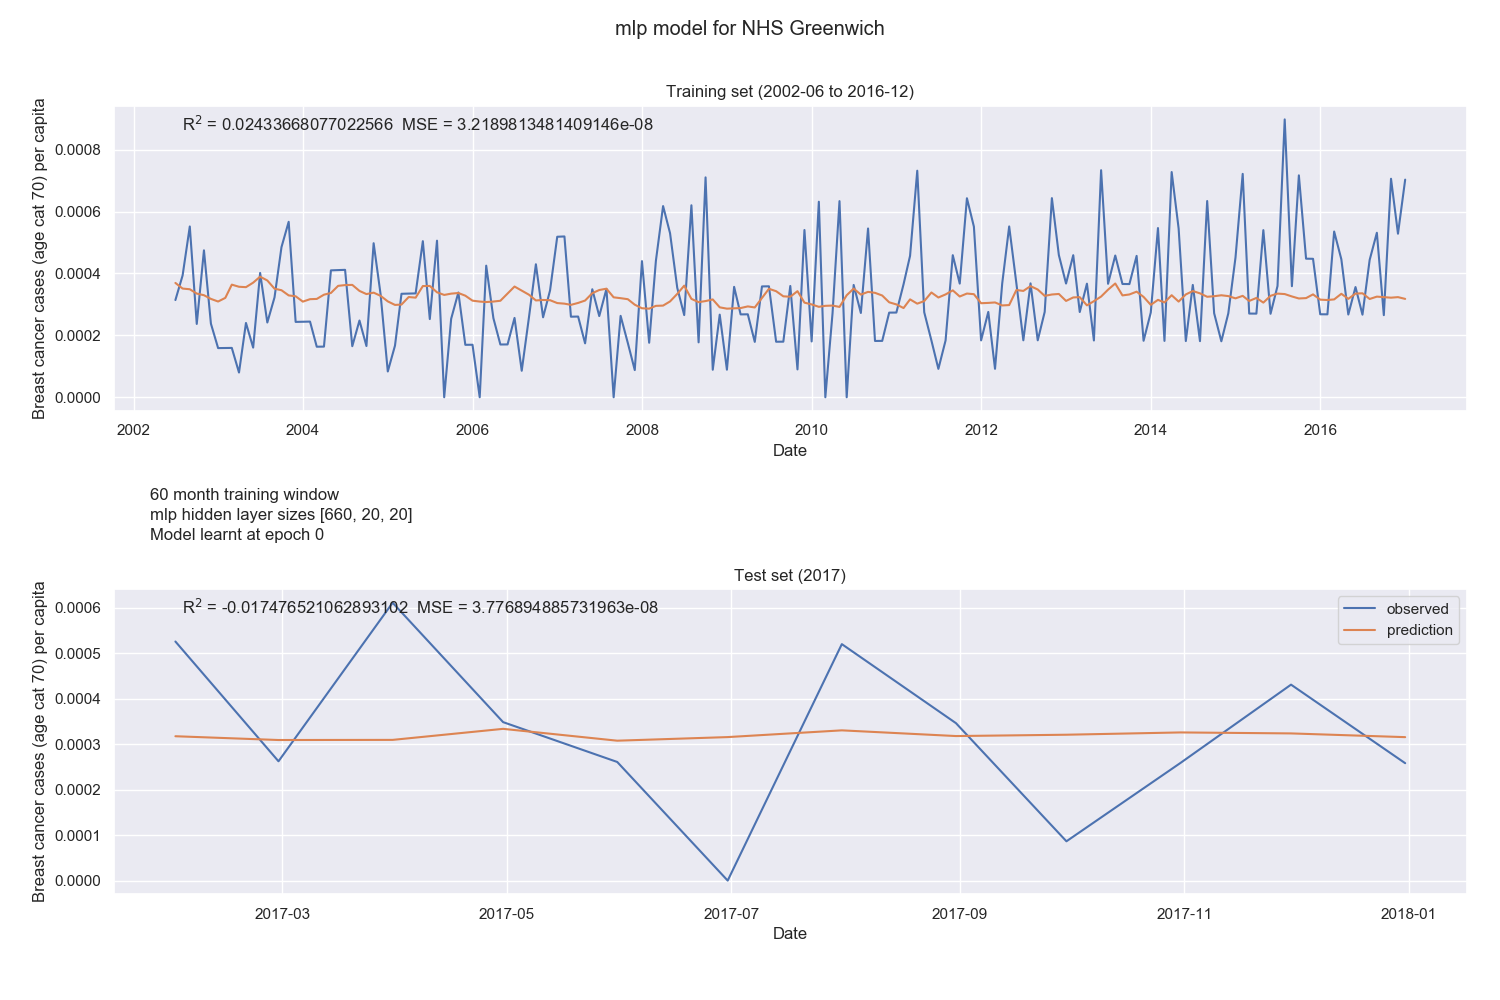 mlp model for NHS Greenwich
Training set (2002-06 to 2016-12)
R² = 0.02433668077022566 MSE = 3.2189813481409146e-08
Breast cancer cases (age cat 70) per capita
0.0008
0.0006
0.0004
0.0002
0.0000
2002 2004 2006 2008 2010 2012 2014 2016
Date
60 month training window
mlp hidden layer sizes [660, 20, 20]
Model learnt at epoch 0
Test set (2017)
R² = -0.017476521062893102 MSE = 3.776894885731963e-08
observed
prediction
Breast cancer cases (age cat 70) per capita
0.0006
0.0005
0.0004
0.0003
0.0002
0.0001
0.0000
2017-03 2017-05 2017-07 2017-09 2017-11 2018-01
Date